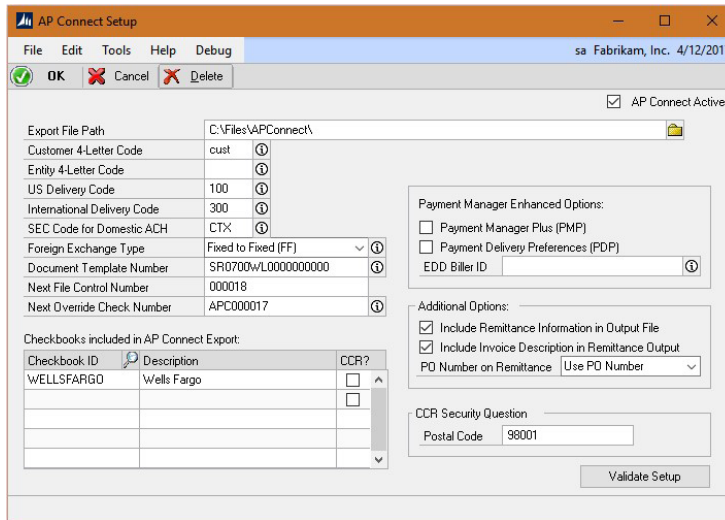 AP Connect Setup
File Edit Tools Help Debug sa Fabrikam, Inc. 4/12/201
OK Cancel Delete
AP Connect Active
Export File Path C:\Files\APConnect\
Customer 4-Letter Code cust
Entity 4-Letter Code
US Delivery Code 100
International Delivery Code 300
SEC Code for Domestic ACH CTX
Foreign Exchange Type Fixed to Fixed (FF)
Document Template Number SR0700WL0000000000
Next File Control Number 000018
Next Override Check Number APC000017
Payment Manager Enhanced Options:
Payment Manager Plus (PMP)
Payment Delivery Preferences (PDP)
EDD Biller ID
Additional Options:
Include Remittance Information in Output File
Include Invoice Description in Remittance Output
PO Number on Remittance Use PO Number
Checkbooks included in AP Connect Export:
Checkbook ID Description CCR?
WELLSFARGO Wells Fargo
CCR Security Question
Postal Code 98001
Validate Setup